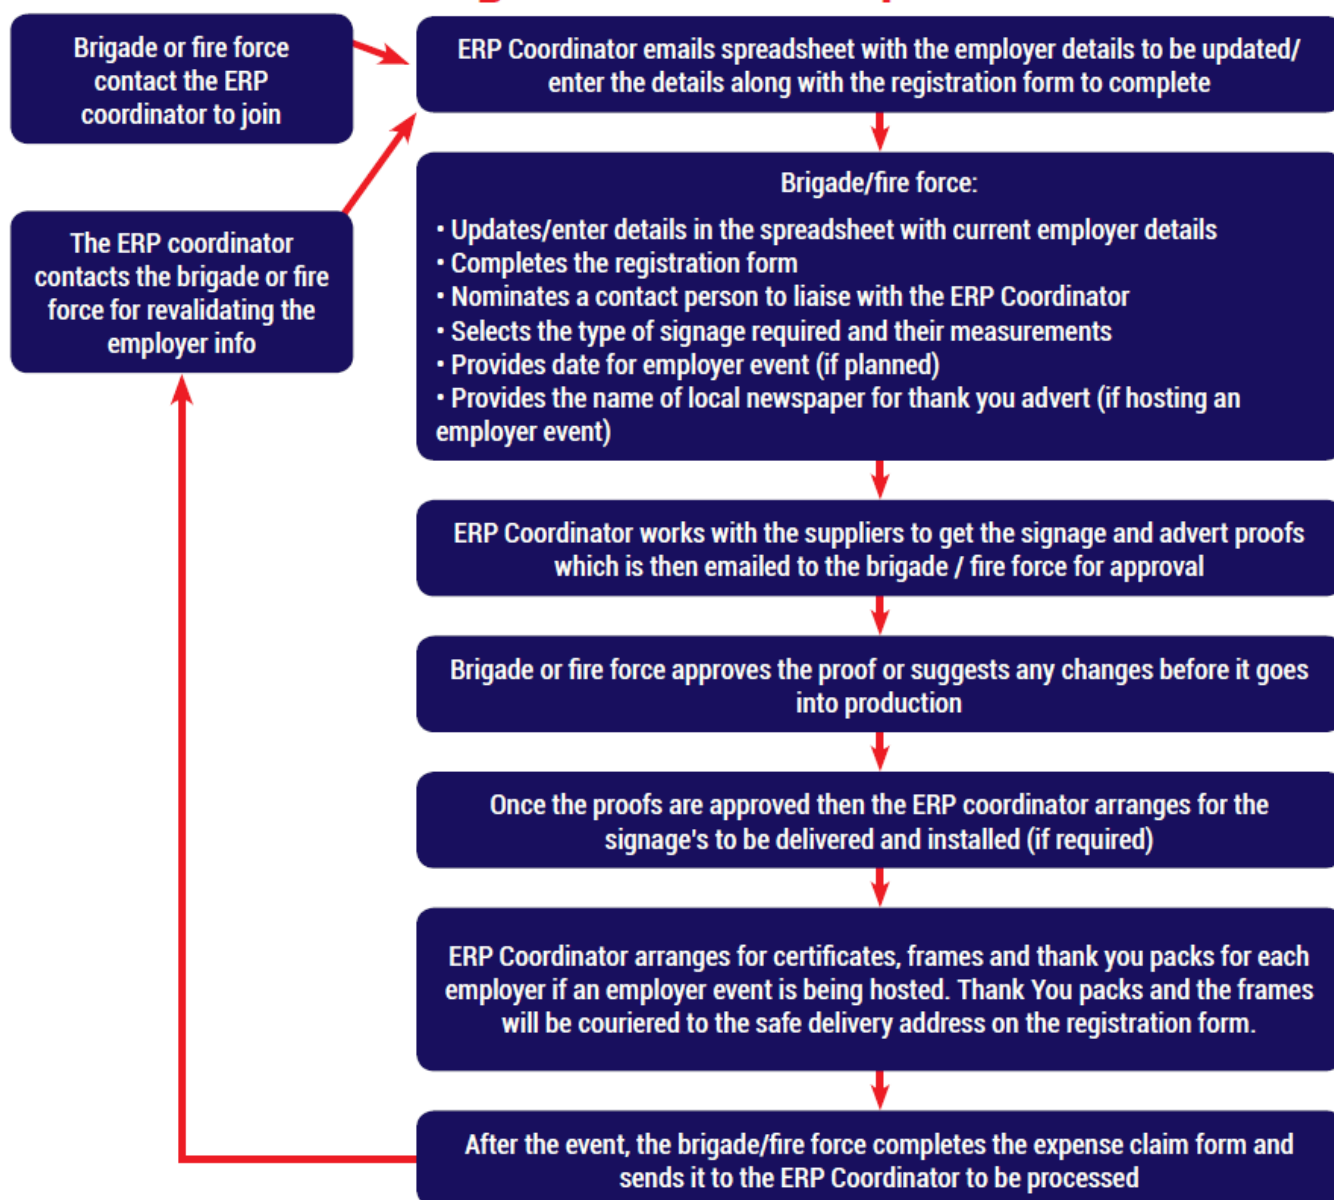 Brigade or fire force
contact the ERP
coordinator to join
ERP Coordinator emails spreadsheet with the employer details to be updated/
enter the details along with the registration form to complete
The ERP coordinator
contacts the brigade or fire
force for revalidating the
employer info
Brigade/fire force:
• Updates/enter details in the spreadsheet with current employer details
• Completes the registration form
• Nominates a contact person to liaise with the ERP Coordinator
• Selects the type of signage required and their measurements
• Provides date for employer event (if planned)
• Provides the name of local newspaper for thank you advert (if hosting an
employer event)
ERP Coordinator works with the suppliers to get the signage and advert proofs
which is then emailed to the brigade / fire force for approval
Brigade or fire force approves the proof or suggests any changes before it goes
into production
Once the proofs are approved then the ERP coordinator arranges for the
signage's to be delivered and installed (if required)
ERP Coordinator arranges for certificates, frames and thank you packs for each
employer if an employer event is being hosted. Thank You packs and the frames
will be couriered to the safe delivery address on the registration form.
After the event, the brigade/fire force completes the expense claim form and
sends it to the ERP Coordinator to be processed